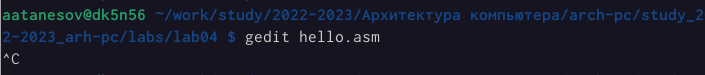 aatanesov@dk5n56 ~/work/study/2022-2023/Архитектура компьютера/arch-pc/study_2
2-2023_arh-pc/labs/lab04 $ gedit hello.asm
^C